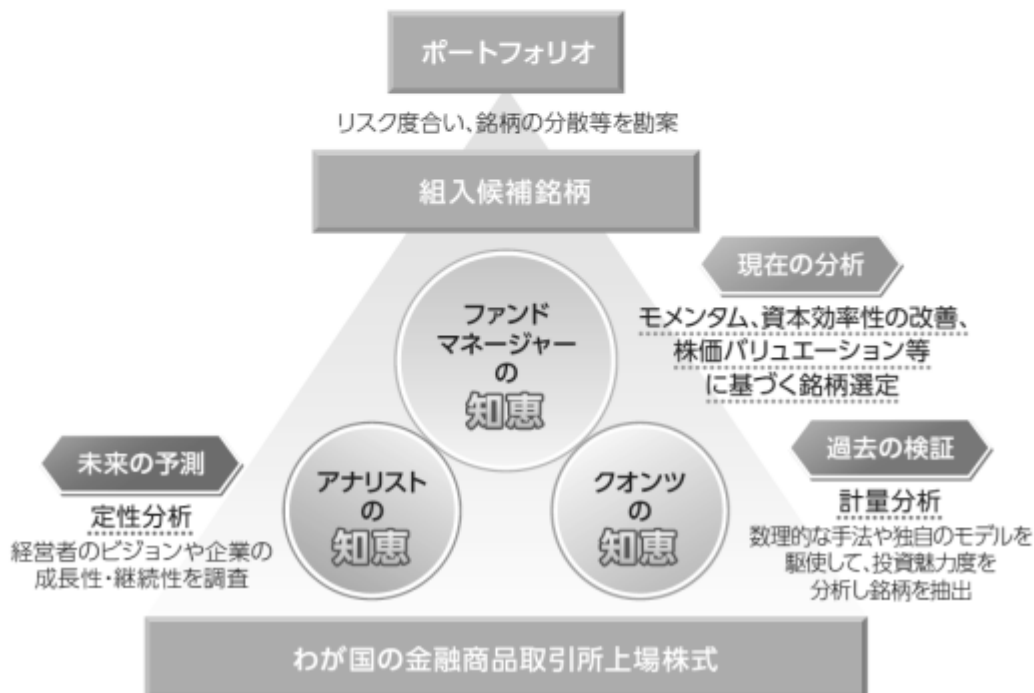 ポートフォリオ
リスク度合い、銘柄の分散等を勘案
組入候補銘柄
現在の分析
モメンタム、資本効率性の改善、
株価バリュエーション等
に基づく銘柄選定
ファンド
マネージャー
の
知恵
未来の予測
定性分析
経営者のビジョンや企業の
成長性・継続性を調査
アナリスト
の
知恵
クオンツ
の
知恵
過去の検証
計量分析
数理的な手法や独自のモデルを
駆使して、投資魅力度を
分析し銘柄を抽出
わが国の金融商品取引所上場株式